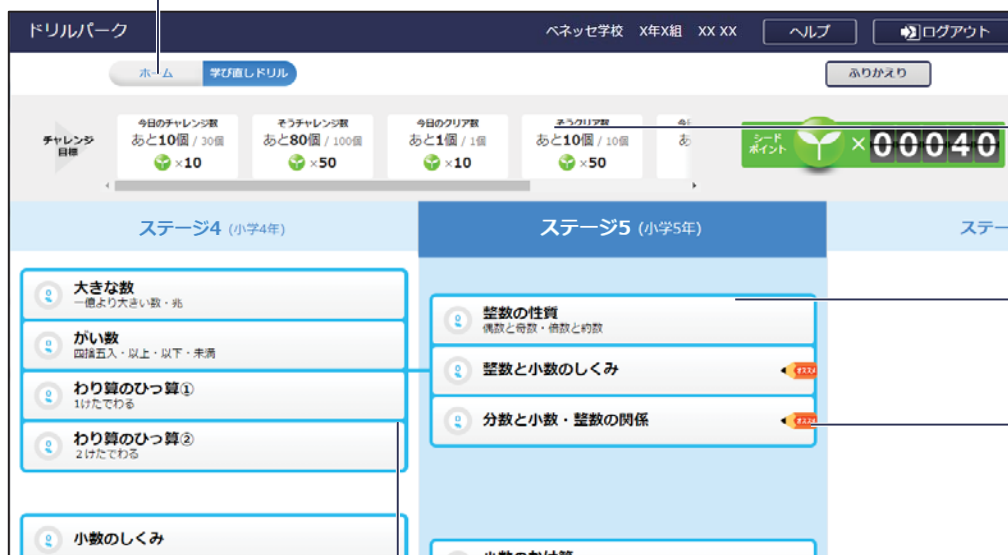 ドリルパーク
ベネッセ学校 X年X組 XX XX
ヘルプ
ログアウト
ホーム
学び直しドリル
ふりかえり
チャレンジ
目標
今日のチャレンジ数
あと10個 / 30個
×10
そうチャレンジ数
あと80個 / 100個
×50
今日のクリア数
あと1個 / 1個
×10
そうクリア数
あと10個 / 10個
×50
あ
シード
ポイント
×00040
ステージ4 (小学4年)
ステージ5 (小学5年)
ステー
大きな数
一億より大きい数・兆
がい数
四捨五入・以上・以下・未満
わり算のひっ算①
1けたでわる
わり算のひっ算②
2けたでわる
小数のしくみ
整数の性質
偶数と奇数・倍数と約数
整数と小数のしくみ
オススメ
分数と小数・整数の関係
オススメ